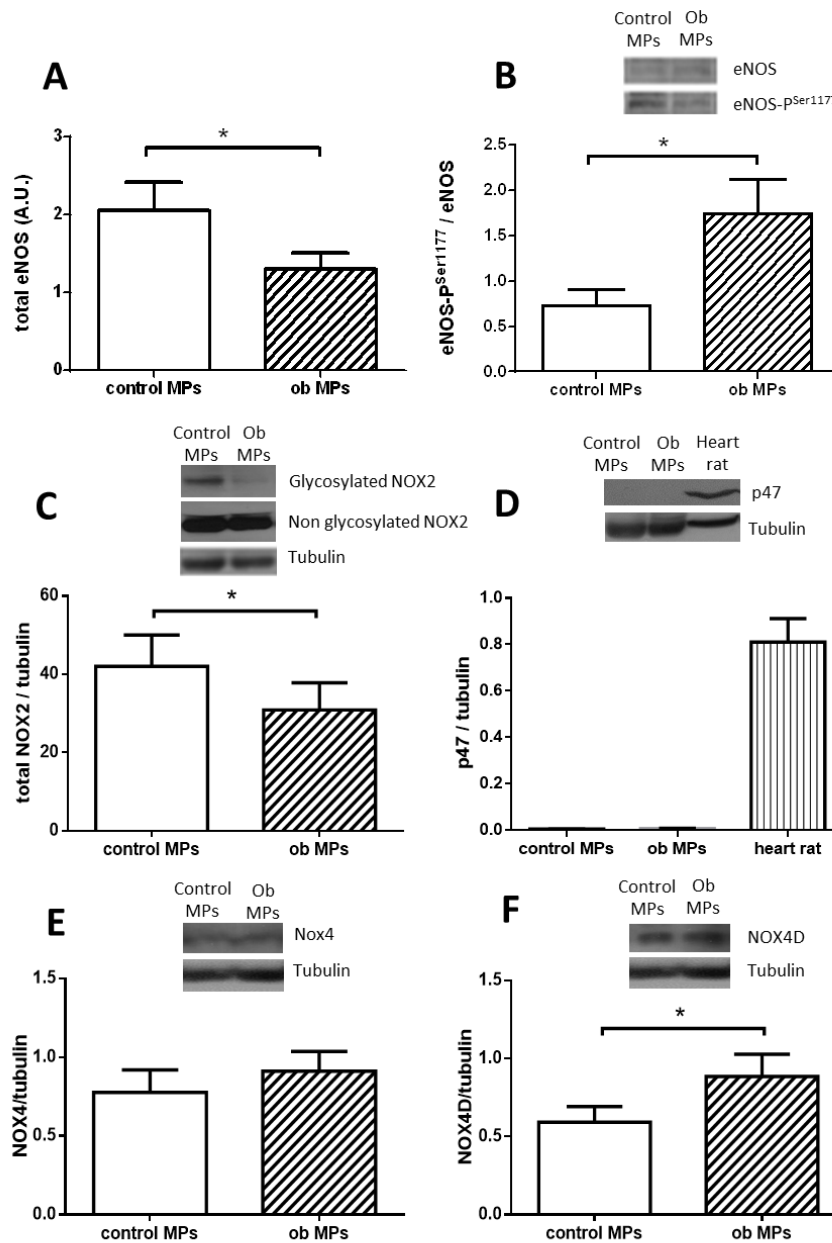 A
total eNOS (A.U.)
3
2
1
0
*
control MPs
ob MPs
B
Control
MPs
Ob
MPs
eNOS
eNOS-PSer1177
eNOS-PSer1177 / eNOS
2.5
2.0
1.5
1.0
0.5
0.0
*
control MPs
ob MPs
C
Control
MPs
Ob
MPs
Glycosylated NOX2
Non glycosylated NOX2
Tubulin
total NOX2 / tubulin
60
40
20
0
*
control MPs
ob MPs
D
Control
MPs
Ob
MPs
Heart
rat
p47
Tubulin
p47 / tubulin
1.0
0.8
0.6
0.4
0.2
0.0
control MPs
ob MPs
heart rat
E
Control
MPs
Ob
MPs
Nox4
Tubulin
NOX4/tubulin
1.5
1.0
0.5
0.0
control MPs
ob MPs
F
Control
MPs
Ob
MPs
NOX4D
Tubulin
NOX4D/tubulin
1.5
1.0
0.5
0.0
*
control MPs
ob MPs